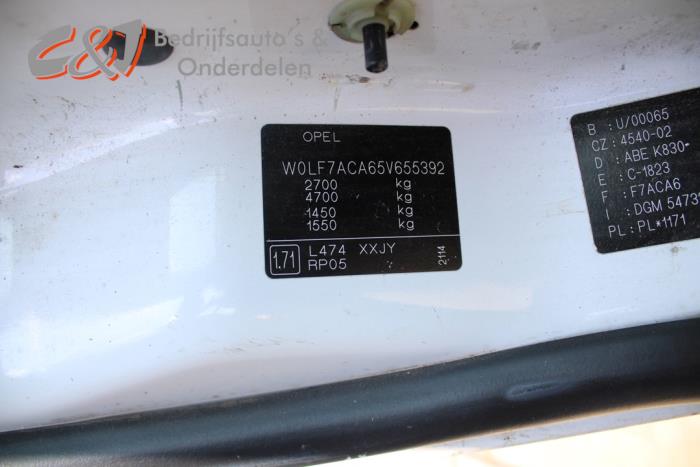 C&T
Bedrijfsauto's &
Onderdelen
OPEL
W0LF7ACA65V655392
2700 kg
4700 kg
1450 kg
1550 kg
1.71 L474 XXJY
RP05
2114
B : U/00065
CZ : 4540-02
D : ABE K830-
E : C-1823
F : F7ACA6
I : DGM 5473
PL : PL*1171